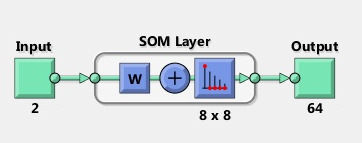 SOM Layer
Input
Output
W
+
2
8 x 8
64